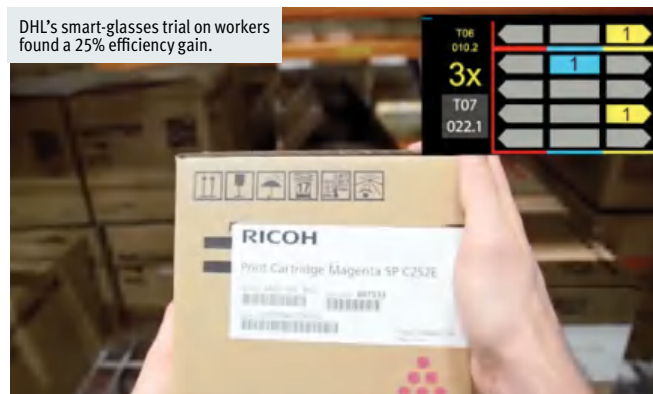 DHL's smart-glasses trial on workers
found a 25% efficiency gain.
T06
010.2
3x
T07
022.1
1
1
1
17
RICOH
Print Cartridge Magenta SP C252E